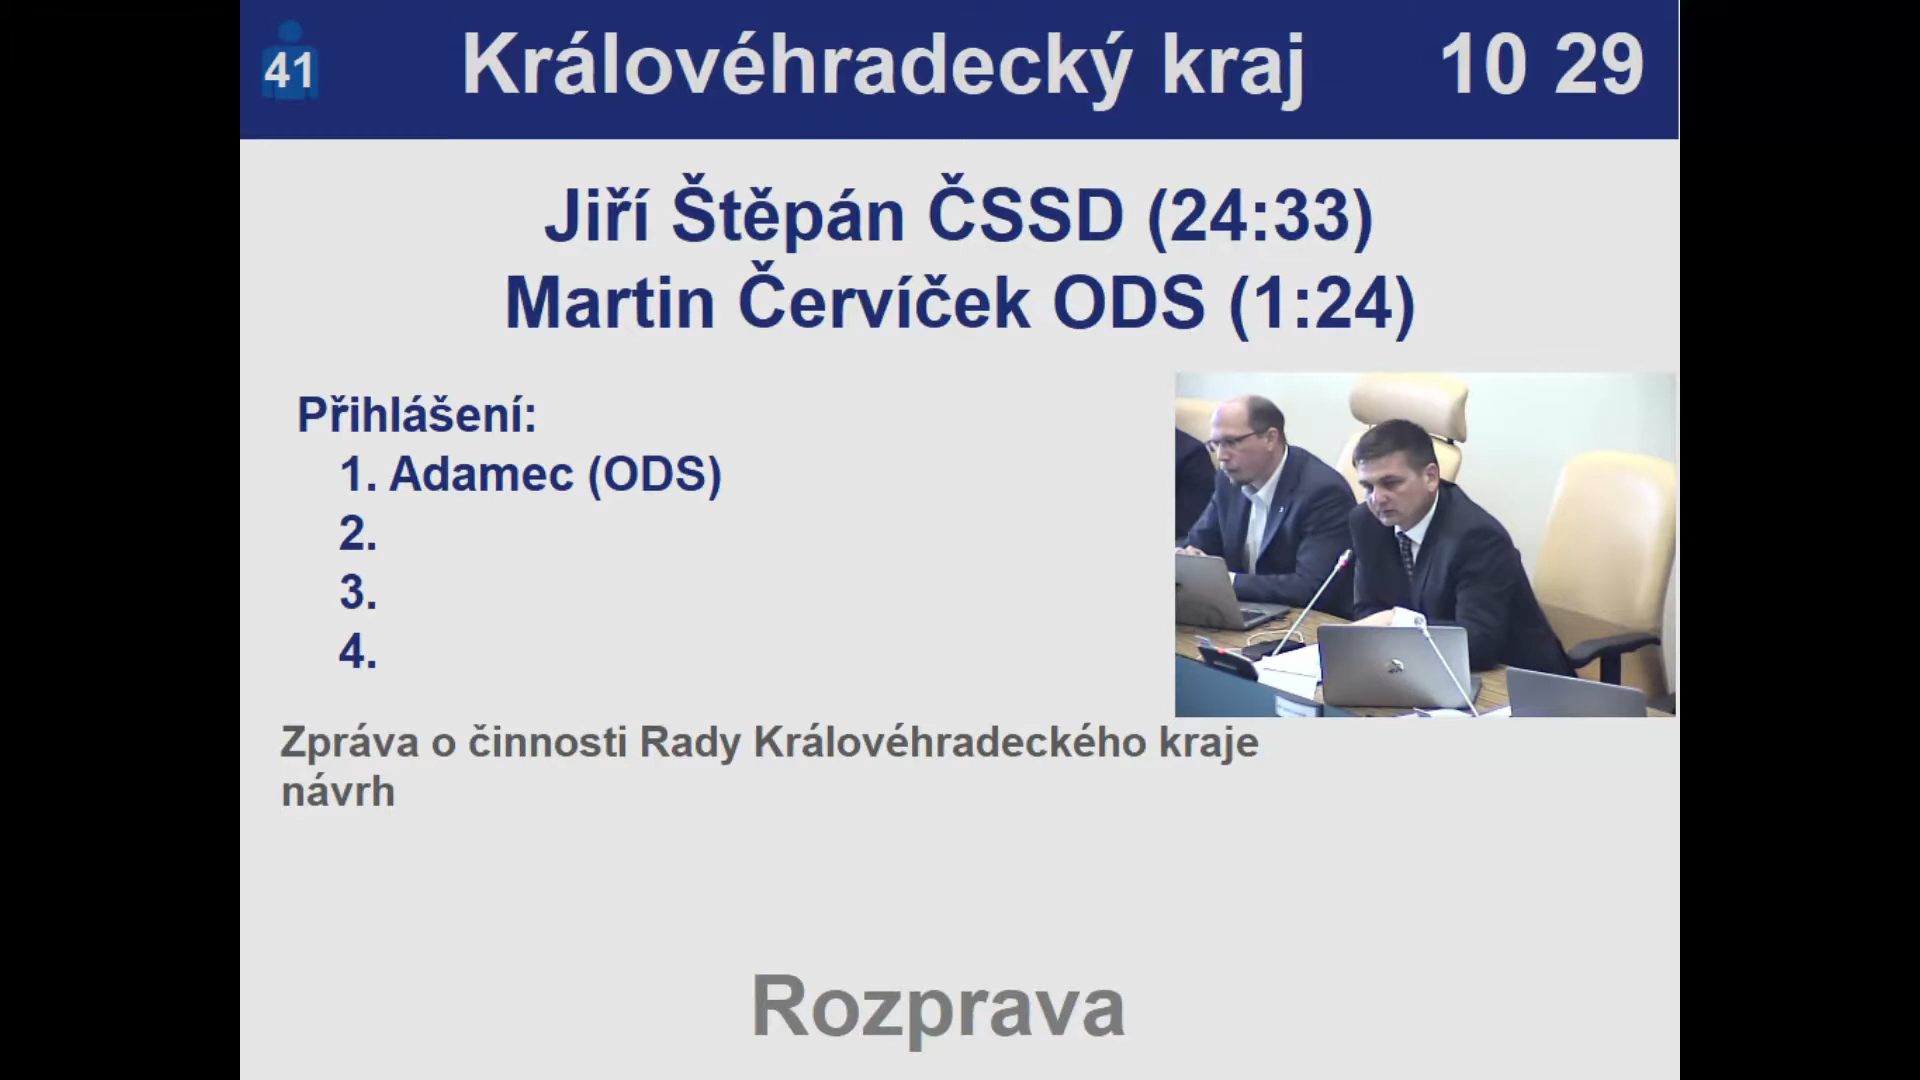 41
Královéhradecký kraj
10 29
Jiří Štěpán ČSSD (24:33)
Martin Červíček ODS (1:24)
Přihlášení:
1. Adamec (ODS)
2.
3.
4.
Zpráva o činnosti Rady Královéhradeckého kraje
návrh
Rozprava